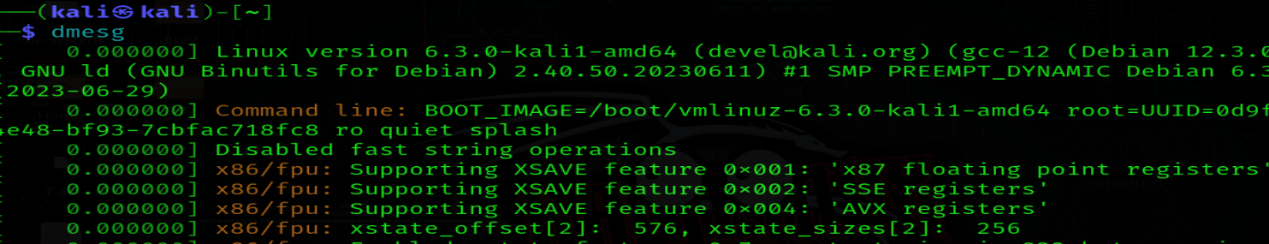 (kali㉿kali)-[~]
$ dmesg
[ 0.000000] Linux version 6.3.0-kali1-amd64 (devel@kali.org) (gcc-12 (Debian 12.3.0
, GNU ld (GNU Binutils for Debian) 2.40.50.20230611) #1 SMP PREEMPT_DYNAMIC Debian 6.3
(2023-06-29)
[ 0.000000] Command line: BOOT_IMAGE=/boot/vmlinuz-6.3.0-kali1-amd64 root=UUID=0d9f
4e48-bf93-7cbfac718fc8 ro quiet splash
[ 0.000000] Disabled fast string operations
[ 0.000000] x86/fpu: Supporting XSAVE feature 0x001: 'x87 floating point registers'
[ 0.000000] x86/fpu: Supporting XSAVE feature 0x002: 'SSE registers'
[ 0.000000] x86/fpu: Supporting XSAVE feature 0x004: 'AVX registers'
[ 0.000000] x86/fpu: xstate_offset[2]: 576, xstate_sizes[2]: 256